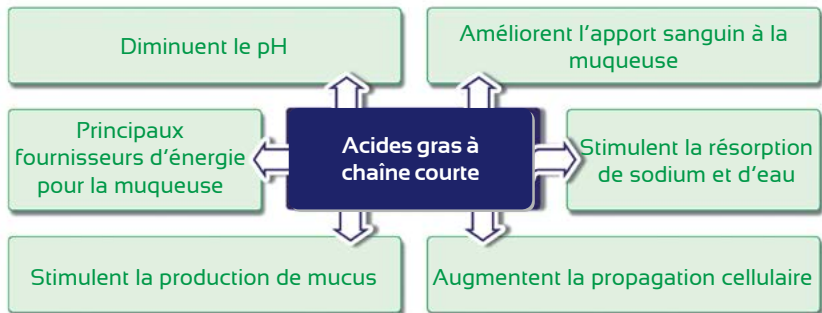 Diminuent le pH
Améliorent l'apport sanguin à la
muqueuse
Principaux
fournisseurs d'énergie
pour la muqueuse
Acides gras à
chaîne courte
Stimulent la résorption
de sodium et d'eau
Stimulent la production de mucus
Augmentent la propagation cellulaire